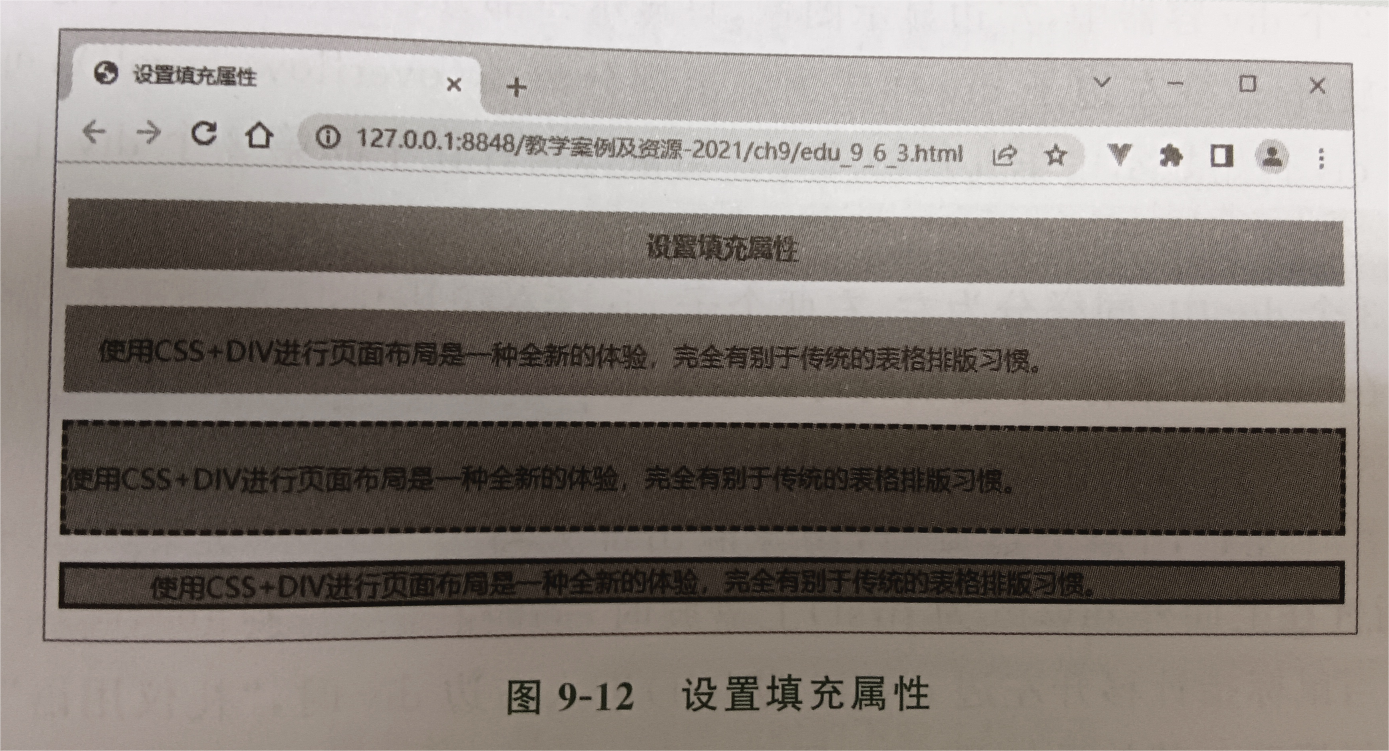 设置填充属性
127.0.0.1:8848/教学案例及资源-2021/ch9/edu_9_6_3.html
设置填充属性
使用CSS+DIV进行页面布局是一种全新的体验，完全有别于传统的表格排版习惯。
使用CSS+DIV进行页面布局是一种全新的体验，完全有别于传统的表格排版习惯。
使用CSS+DIV进行页面布局是一种全新的体验，完全有别于传统的表格排版习惯。
图 9-12 设置填充属性